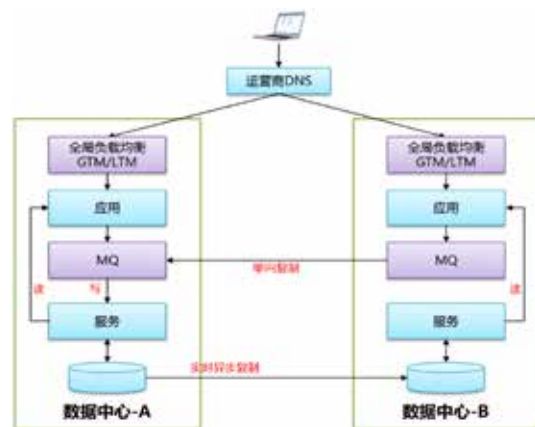 运营商DNS
全局负载均衡
GTM/LTM
全局负载均衡
GTM/LTM
应用
应用
MQ
MQ
单向复制
读
写
读
服务
服务
实时异步复制
数据中心-A
数据中心-B